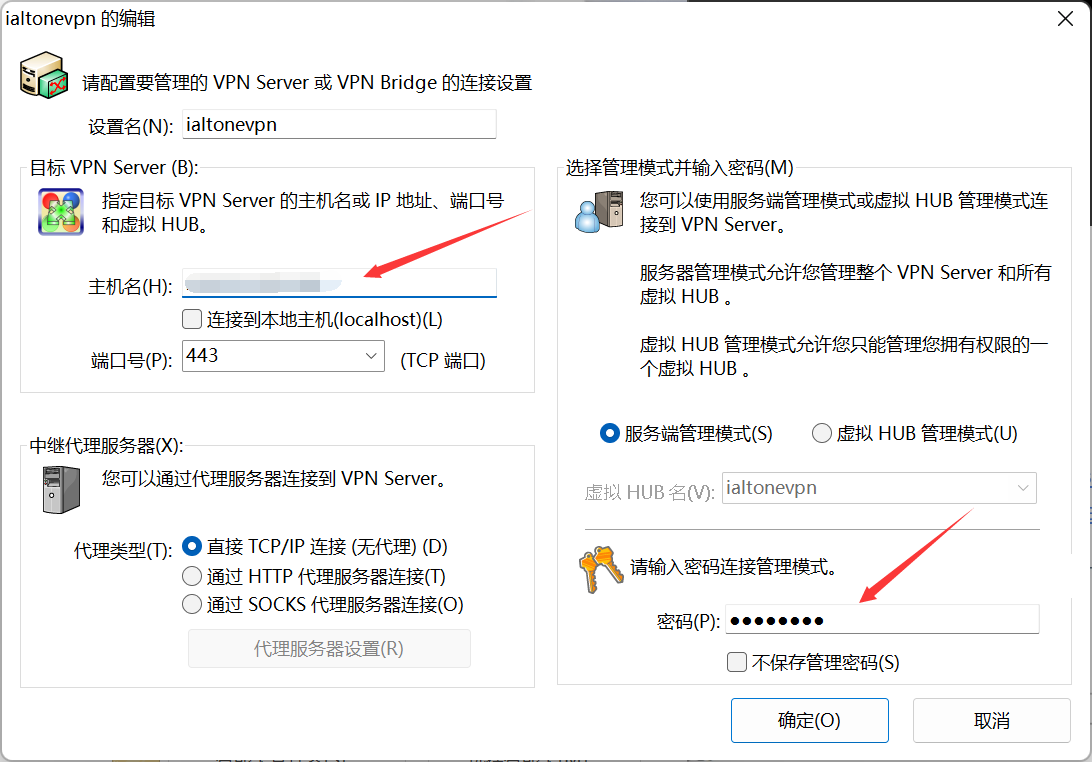 ialtonevpn 的编辑
请配置要管理的 VPN Server 或 VPN Bridge 的连接设置
设置名(N): ialtonevpn
目标 VPN Server (B):
指定目标 VPN Server 的主机名或 IP 地址、端口号
和虚拟 HUB。
主机名(H):
连接到本地主机(localhost)(L)
端口号(P): 443 (TCP 端口)
中继代理服务器(X):
您可以通过代理服务器连接到 VPN Server。
代理类型(T): 直接 TCP/IP 连接 (无代理) (D)
通过 HTTP 代理服务器连接(T)
通过 SOCKS 代理服务器连接(O)
代理服务器设置(R)
选择管理模式并输入密码(M)
您可以使用服务端管理模式或虚拟 HUB 管理模式连
接到 VPN Server。
服务器管理模式允许您管理整个 VPN Server 和所有
虚拟 HUB 。
虚拟 HUB 管理模式允许您只能管理您拥有权限的一
个虚拟 HUB 。
服务端管理模式(S) 虚拟 HUB 管理模式(U)
虚拟 HUB 名(V): ialtonevpn
请输入密码连接管理模式。
密码(P): ●●●●●●●●
不保存管理密码(S)
确定(O) 取消